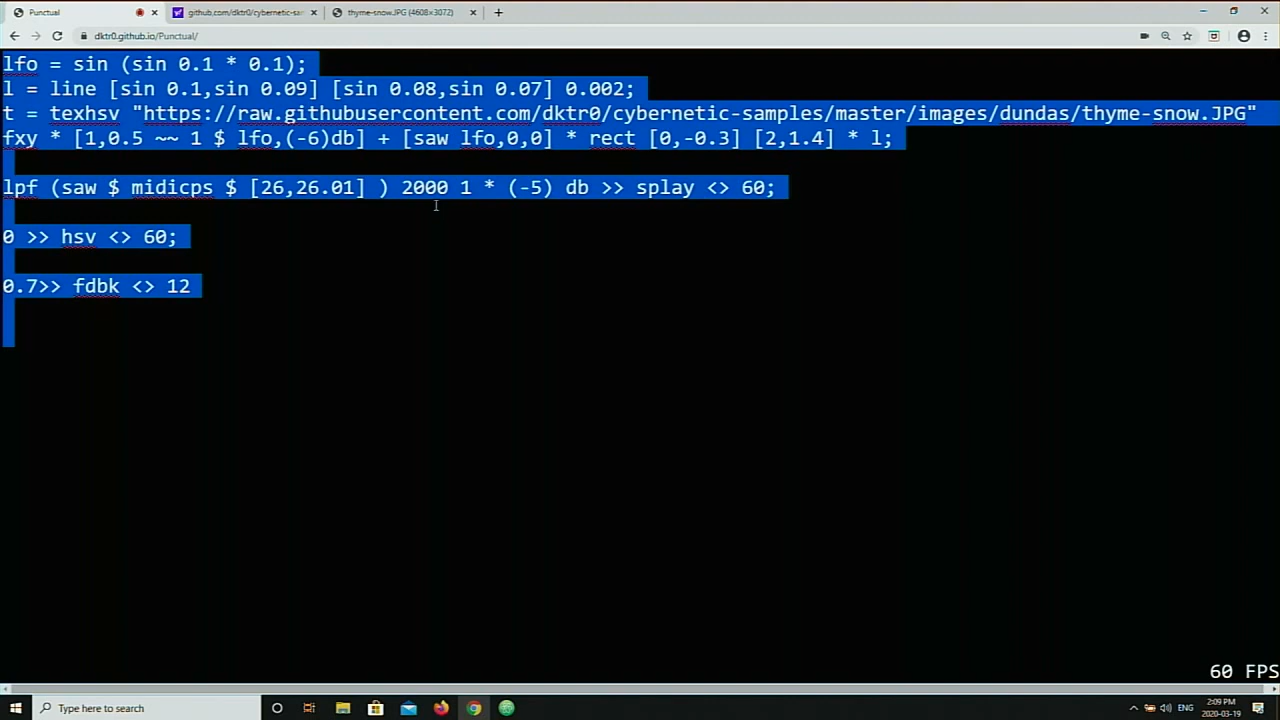 Punctual
github.com/dktr0/cybernetic-sam
thyme-snow.JPG (4608×3072)
dktr0.github.io/Punctual/
lfo = sin (sin 0.1 * 0.1);
l = line [sin 0.1,sin 0.09] [sin 0.08,sin 0.07] 0.002;
t = texhsv "https://raw.githubusercontent.com/dktr0/cybernetic-samples/master/images/dundas/thyme-snow.JPG"
fxy * [1,0.5 ~~ 1 $ lfo,(-6)db] + [saw lfo,0,0] * rect [0,-0.3] [2,1.4] * l;
lpf (saw $ midicps $ [26,26.01] ) 2000 1 * (-5) db >> splay <> 60;
0 >> hsv <> 60;
0.7>> fdbk <> 12
60 FPS
Type here to search
ENG
2:09 PM
2020-03-19